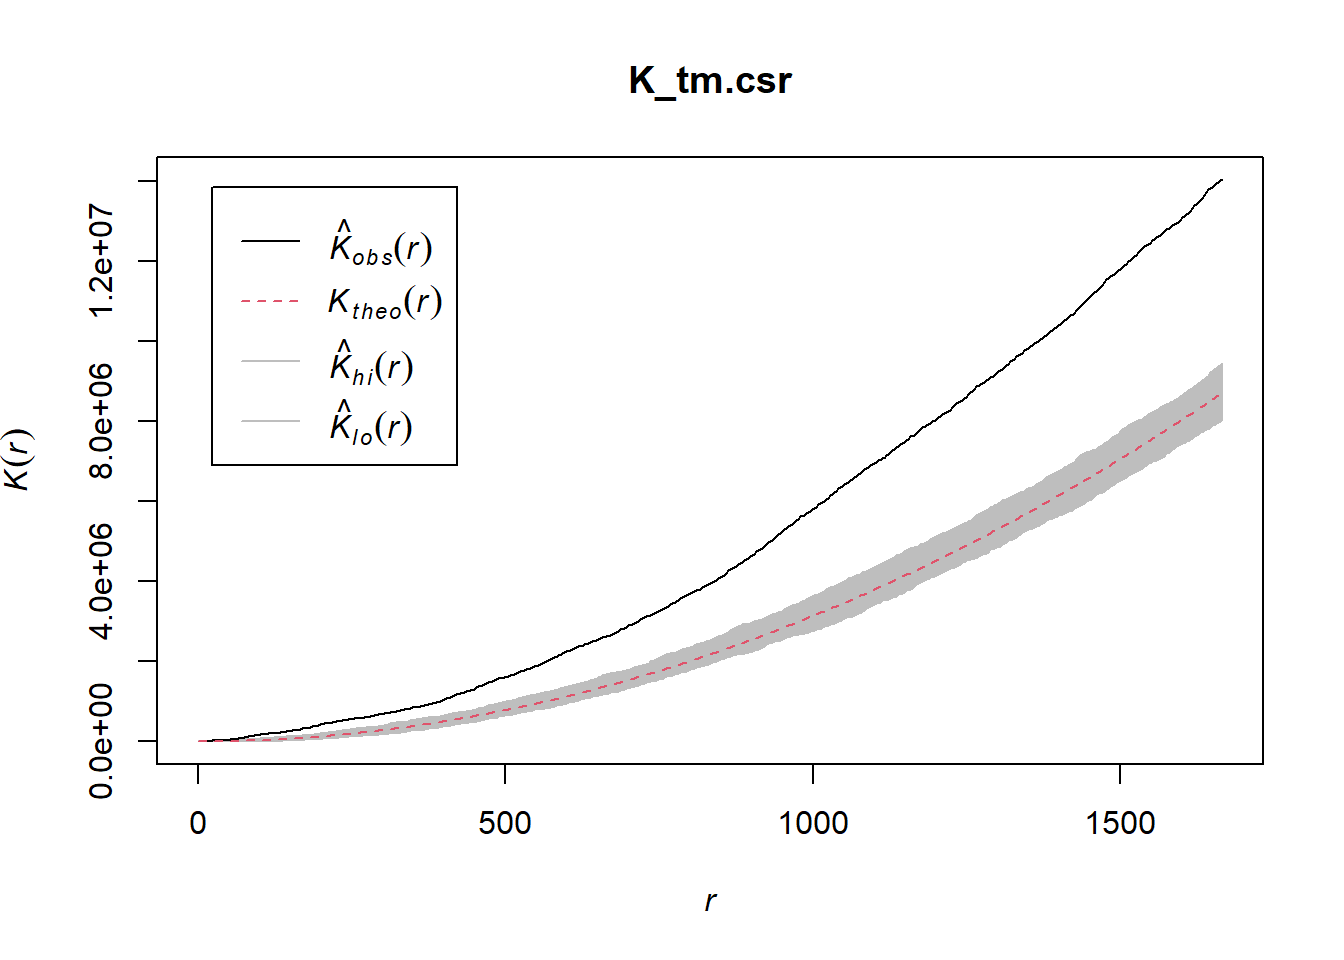 K_tm.csr
K̂obs(r)
Ktheo(r)
K̂hi(r)
K̂lo(r)
K(r)
1.2e+07
8.0e+06
4.0e+06
0.0e+00
0 500 1000 1500
r